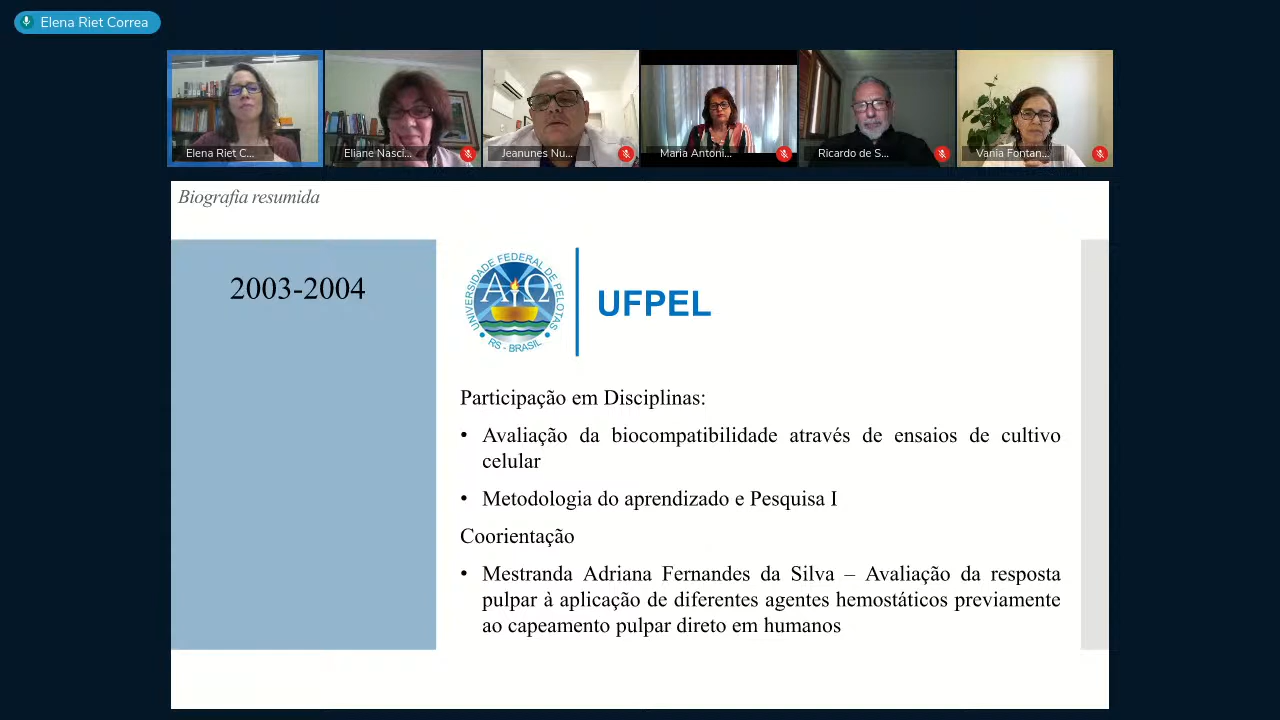 Elena Riet Correa
Elena Riet C...
Eliane Nasci...
Jeanunes Nu...
Maria Antoni...
Ricardo de S...
Vania Fontan...
Biografia resumida
2003-2004
UNIVERSIDADE FEDERAL DE PELOTAS
ΑΩ
RS - BRASIL
UFPEL
Participação em Disciplinas:
• Avaliação da biocompatibilidade através de ensaios de cultivo
celular
• Metodologia do aprendizado e Pesquisa I
Coorientação
• Mestranda Adriana Fernandes da Silva – Avaliação da resposta
pulpar à aplicação de diferentes agentes hemostáticos previamente
ao capeamento pulpar direto em humanos